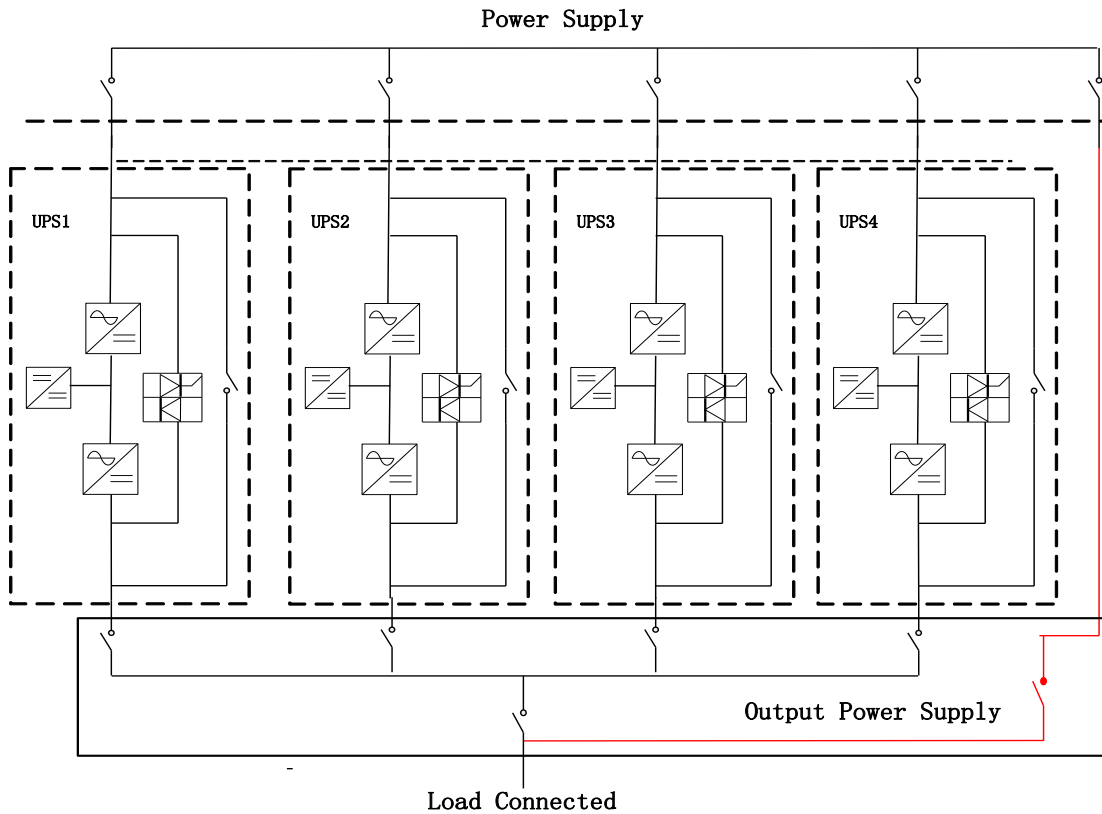 Power Supply
UPS1
UPS2
UPS3
UPS4
Output Power Supply
Load Connected